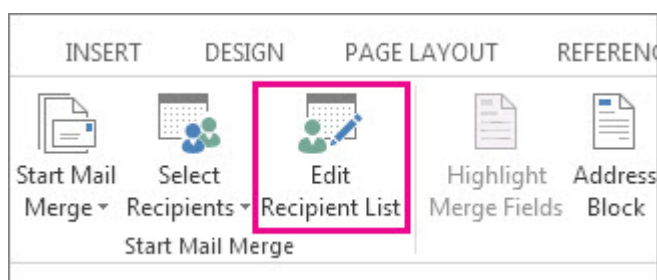 INSERT DESIGN PAGE LAYOUT
Start Mail Select Edit Highlight Address
Merge Recipients Recipient List Merge Fields Block
Start Mail Merge